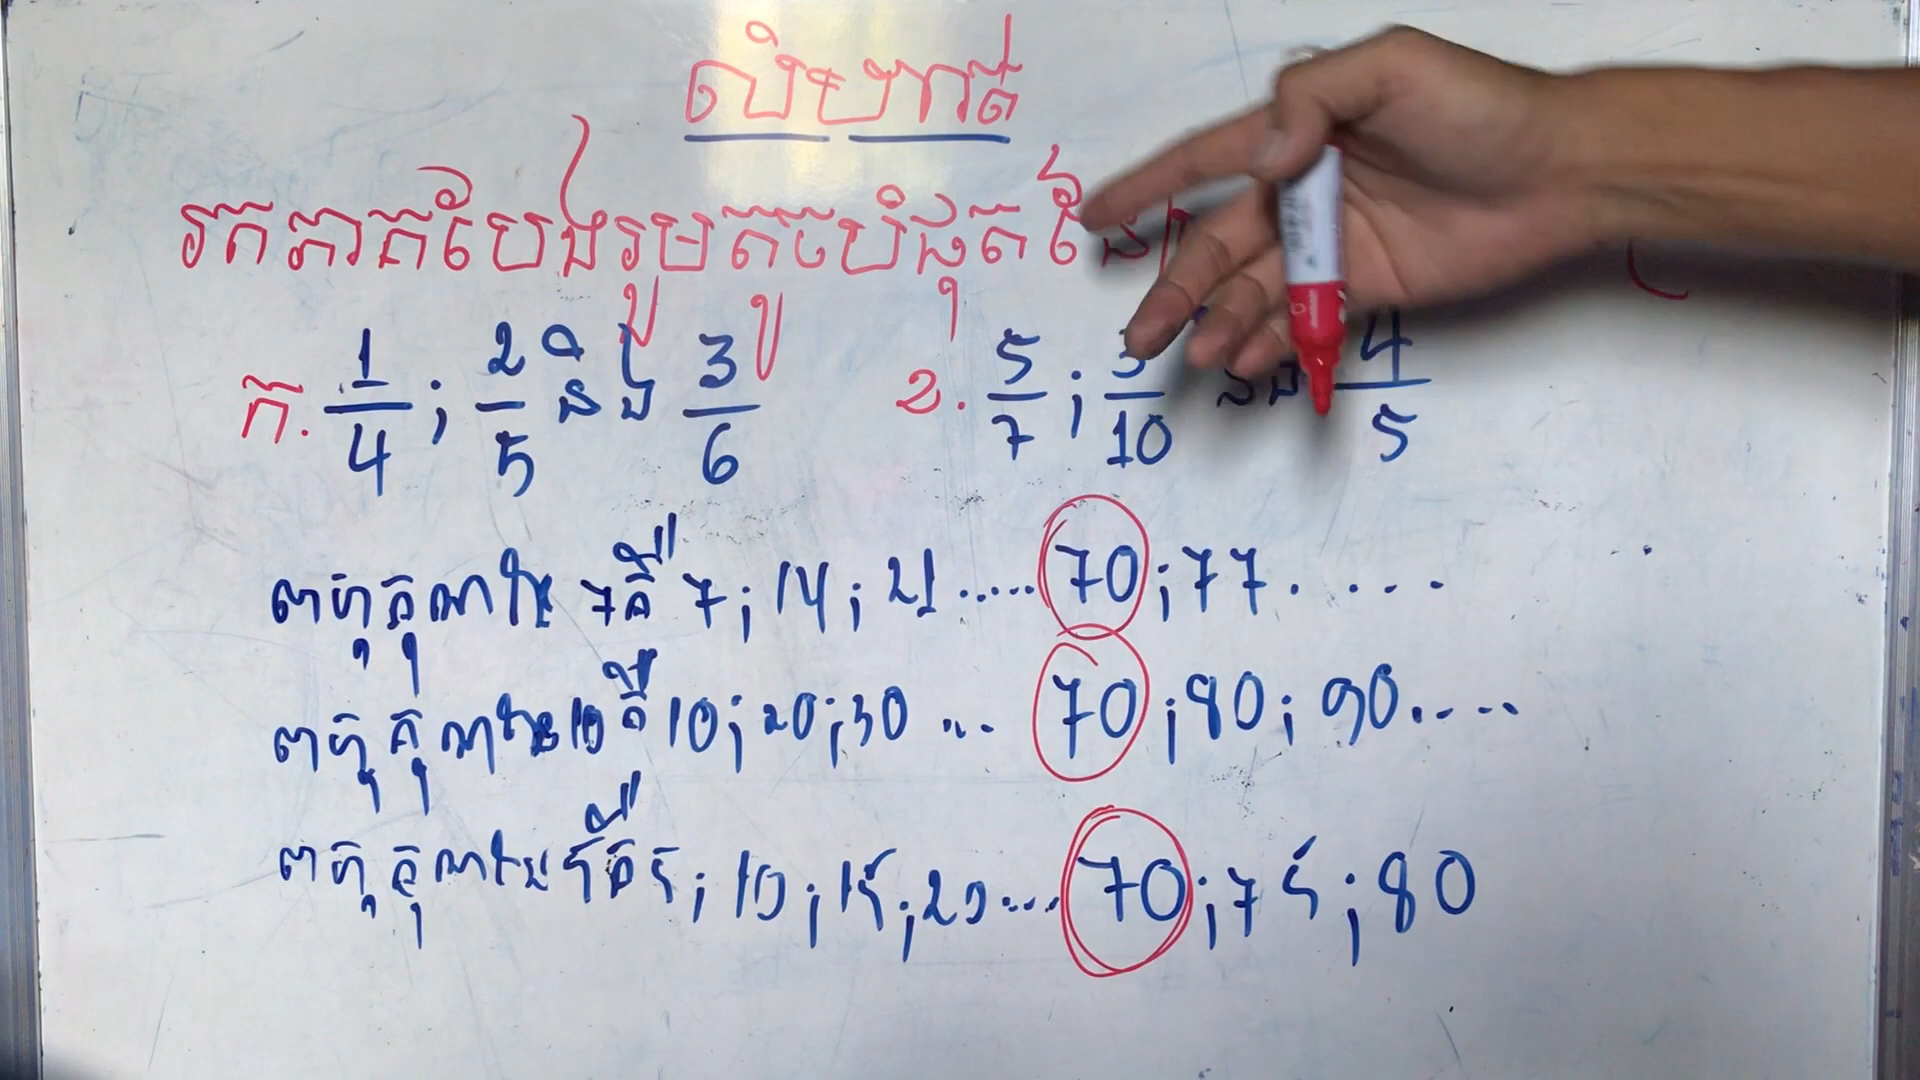 លំហាត់
រកភាគបែងរួមតូចបំផុតនៃ
ក. 1/4 ; 2/5 និង 3/6
2. 5/7 ; 3/10 និង 4/5
ពហុគុណនៃ 7 គឺ 7 ; 14 ; 21 ..... 70 ; 77 . . . .
ពហុគុណនៃ 10 គឺ 10 ; 20 ; 30 ... 70 ; 80 ; 90 ....
ពហុគុណនៃ 5 គឺ 5 ; 10 ; 15 ; 20 ... 70 ; 75 ; 80